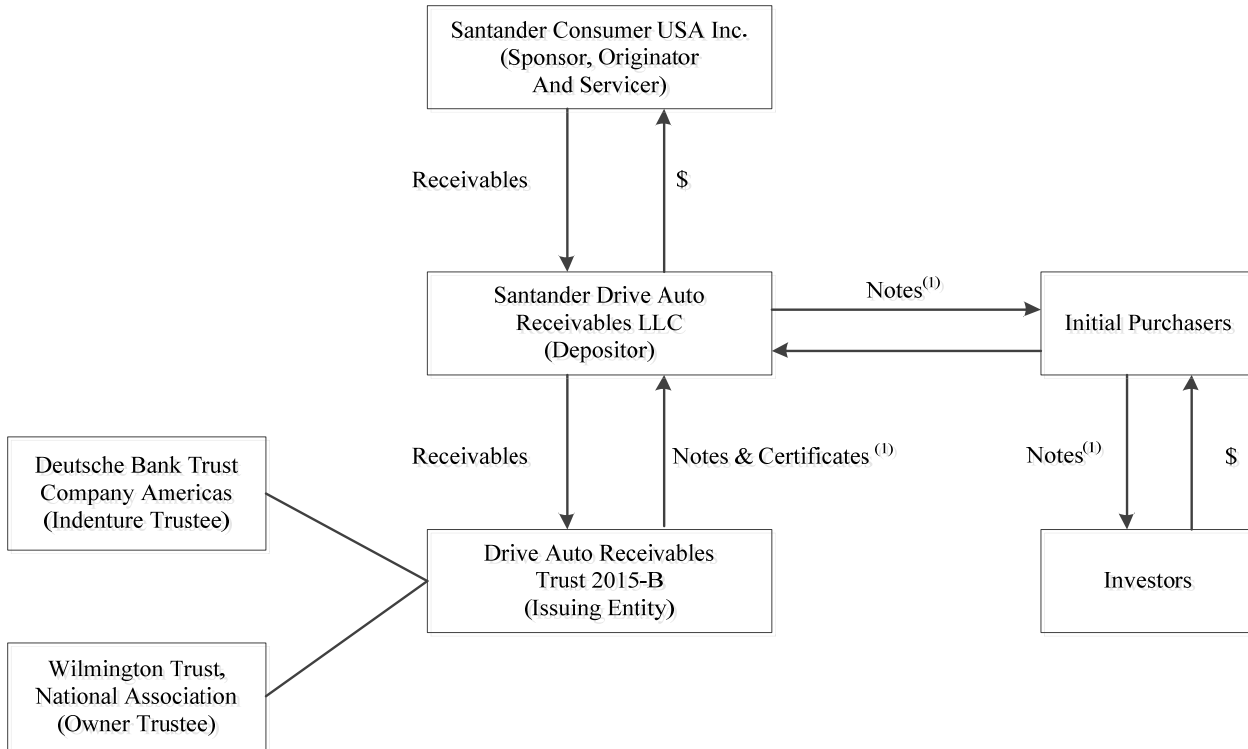 Santander Consumer USA Inc.
(Sponsor, Originator
And Servicer)
Receivables
$
Santander Drive Auto
Receivables LLC
(Depositor)
Notes(1)
Initial Purchasers
Receivables
Notes & Certificates (1)
Notes(1)
$
Deutsche Bank Trust
Company Americas
(Indenture Trustee)
Drive Auto Receivables
Trust 2015-B
(Issuing Entity)
Investors
Wilmington Trust,
National Association
(Owner Trustee)